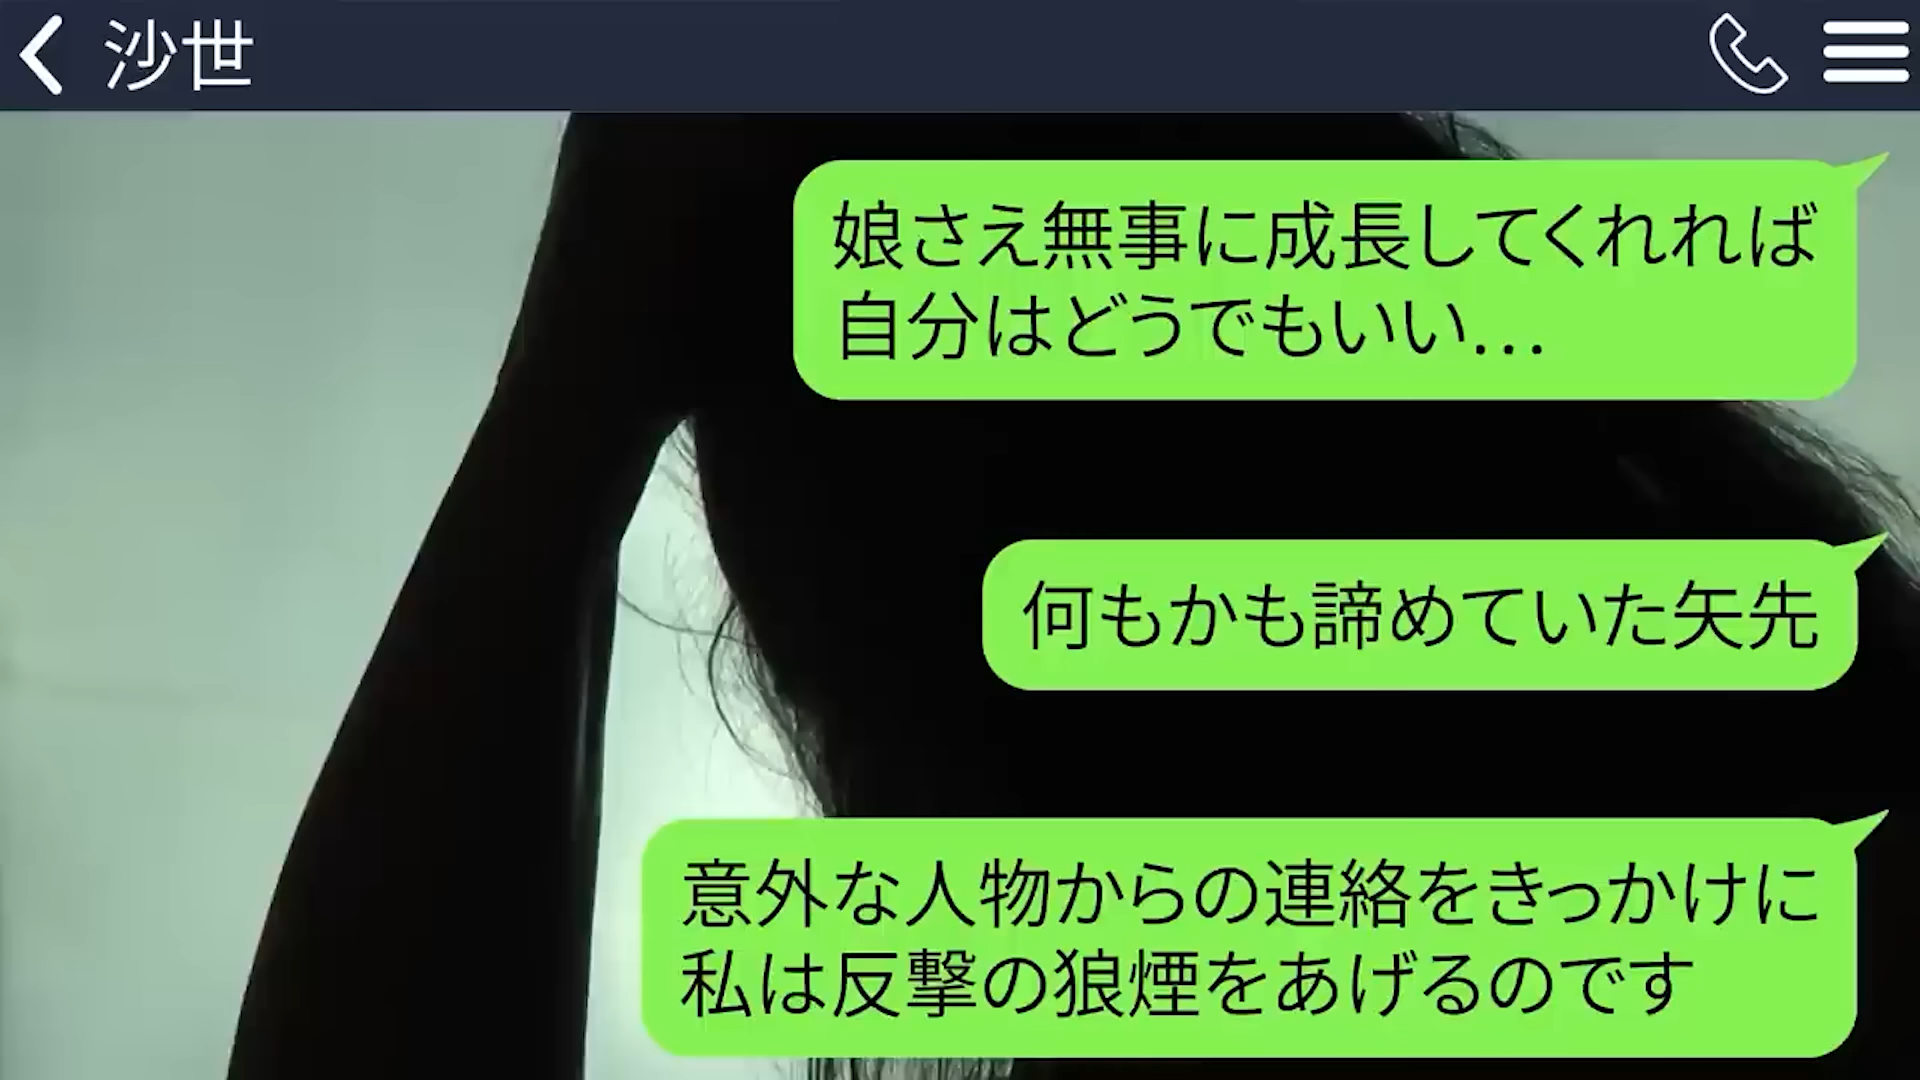 沙世
娘さえ無事に成長してくれれば
自分はどうでもいい…
何もかも諦めていた矢先
意外な人物からの連絡をきっかけに
私は反撃の狼煙をあげるのです